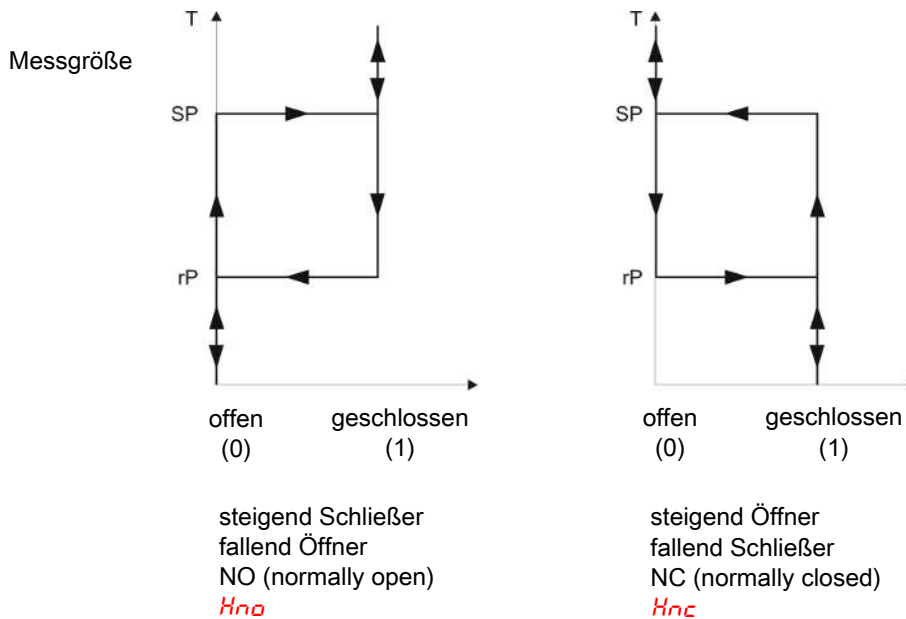 T
Messgröße
SP
rP
offen
(0)
geschlossen
(1)
steigend Schließer
fallend Öffner
NO (normally open)
Hno
T
SP
rP
offen
(0)
geschlossen
(1)
steigend Öffner
fallend Schließer
NC (normally closed)
Hnc